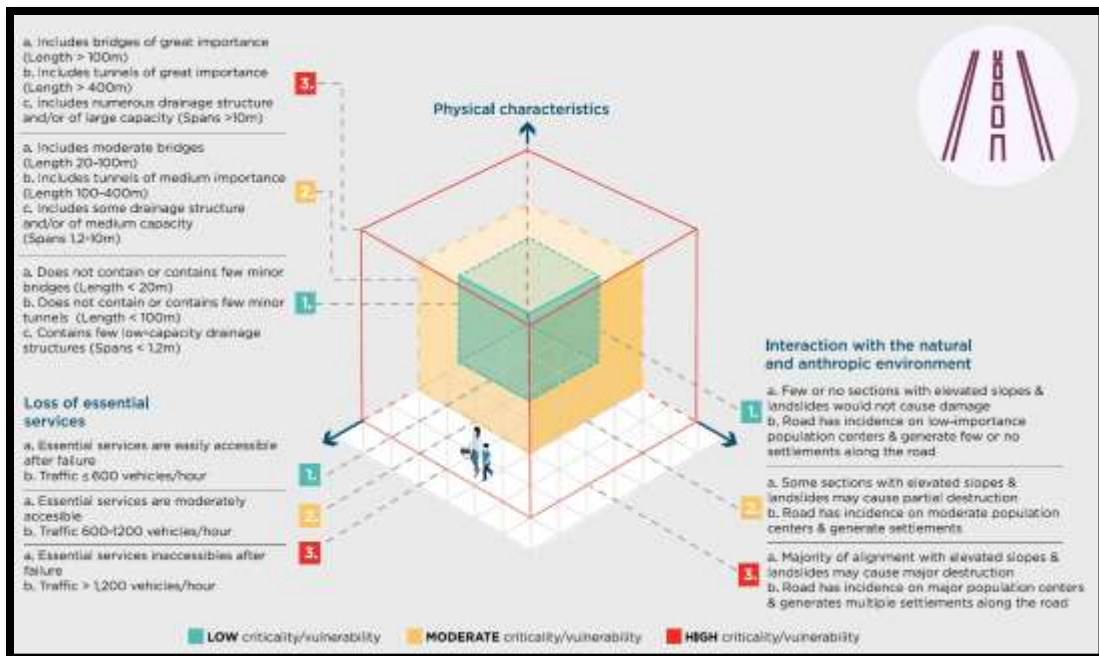 a. Includes bridges of great importance
(Length > 100m)
b. Includes tunnels of great importance
(Length > 400m)
c. Includes numerous drainage structure
and/or of large capacity (Spans >10m)
3.
a. Includes moderate bridges
(Length 20-100m)
b. Includes tunnels of medium importance
(Length 100-400m)
c. Includes some drainage structure
and/or of medium capacity
(Spans 1.2-10m)
2.
a. Does not contain or contains few minor
bridges (Length < 20m)
b. Does not contain or contains few minor
tunnels (Length < 100m)
c. Contains few low-capacity drainage
structures (Spans < 1.2m)
1.
Physical characteristics
Loss of essential
services
a. Essential services are easily accessible
after failure
b. Traffic ≤ 600 vehicles/hour
1.
a. Essential services are moderately
accesible
b. Traffic 600-1200 vehicles/hour
2.
a. Essential services inaccessibles after
failure
b. Traffic > 1,200 vehicles/hour
3.
Interaction with the natural
and anthropic environment
1.
a. Few or no sections with elevated slopes &
landslides would not cause damage
b. Road has incidence on low-importance
population centers & generate few or no
settlements along the road
2.
a. Some sections with elevated slopes &
landslides may cause partial destruction
b. Road has incidence on moderate population
centers & generate settlements
3.
a. Majority of alignment with elevated slopes &
landslides may cause major destruction
b. Road has incidence on major population centers
& generates multiple settlements along the road
LOW criticality/vulnerability
MODERATE criticality/vulnerability
HIGH criticality/vulnerability